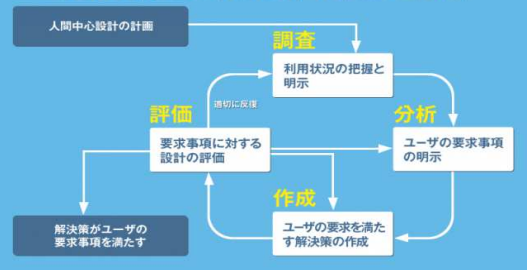 人間中心設計の計画
調査
利用状況の把握と
明示
適切に反復
評価
要求事項に対する
設計の評価
分析
ユーザの要求事項
の明示
作成
ユーザの要求を満た
す解決策の作成
解決策がユーザの
要求事項を満たす